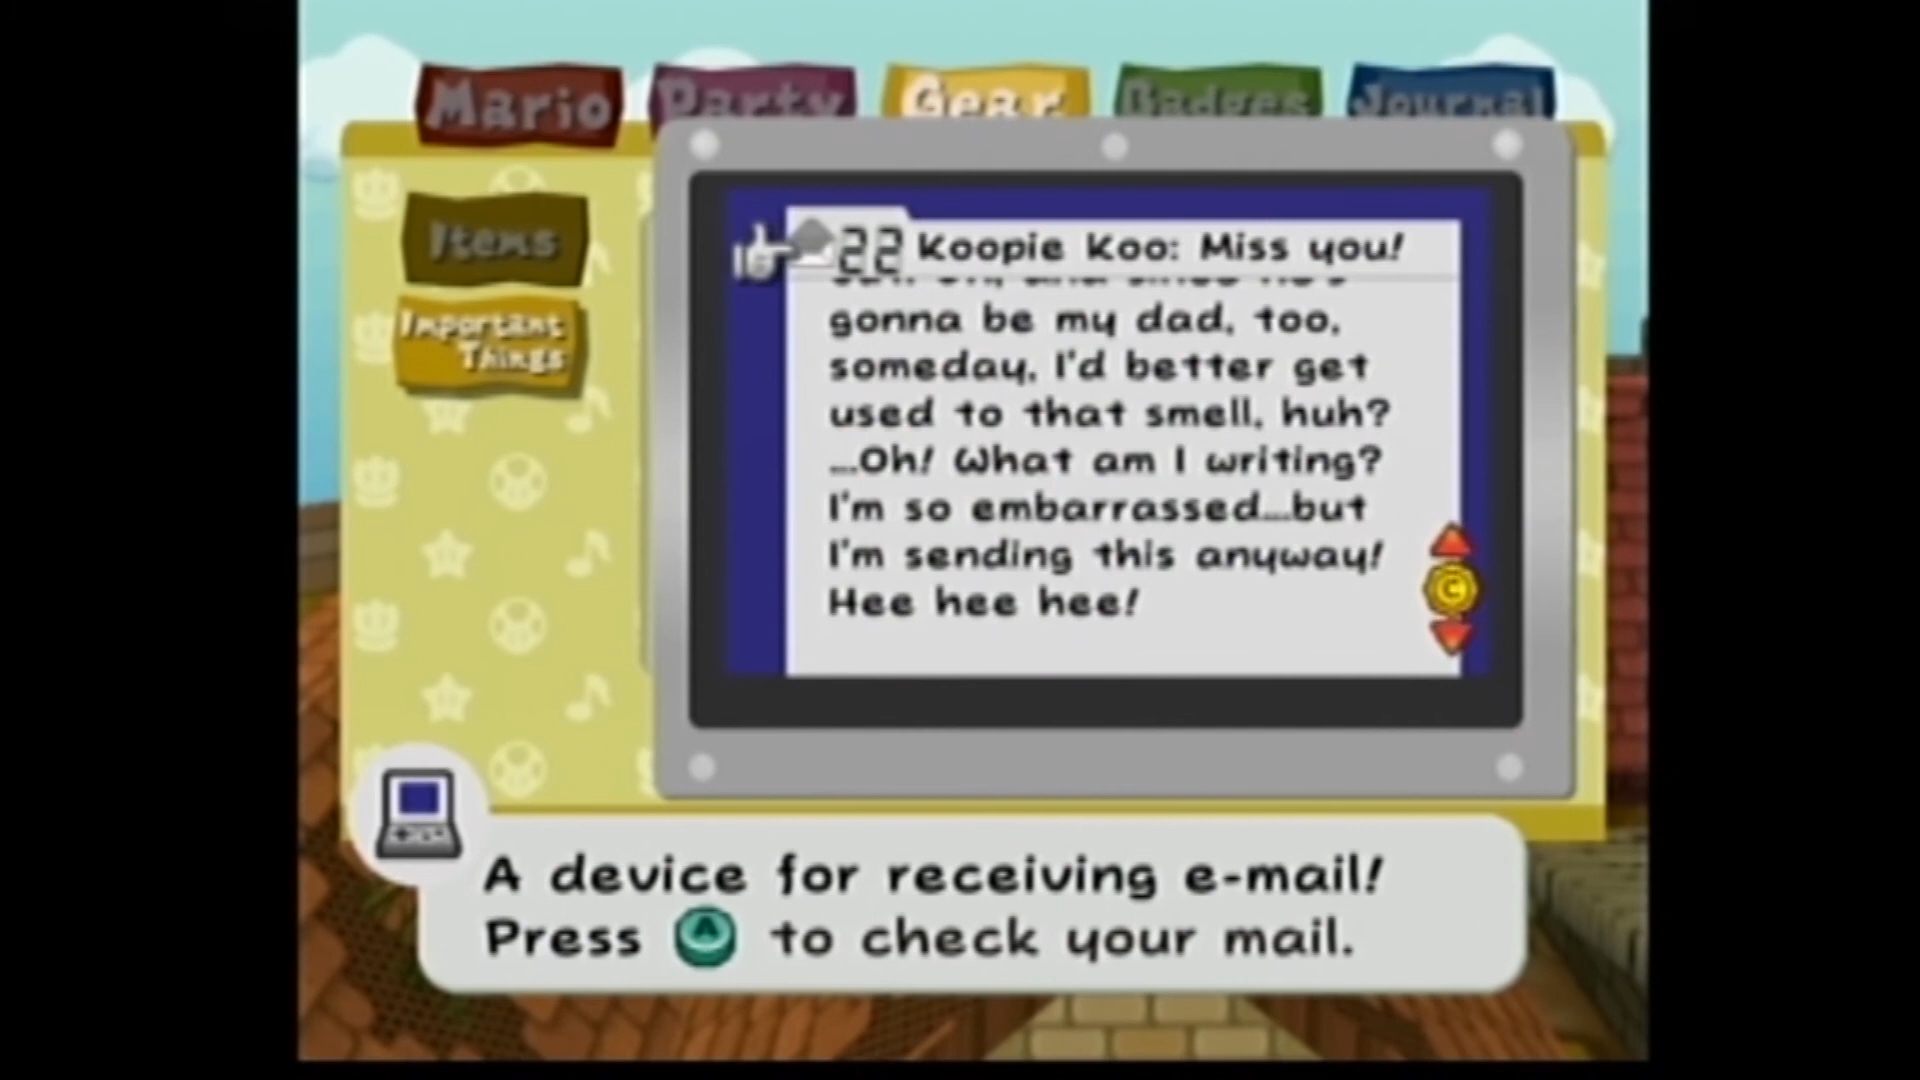 Mario Party Gear Badges Journal
Items
Important
Things
22 Koopie Koo: Miss you!
gonna be my dad, too,
someday, I'd better get
used to that smell, huh?
...Oh! What am I writing?
I'm so embarrassed...but
I'm sending this anyway!
Hee hee hee!
C
A device for receiving e-mail!
Press A to check your mail.